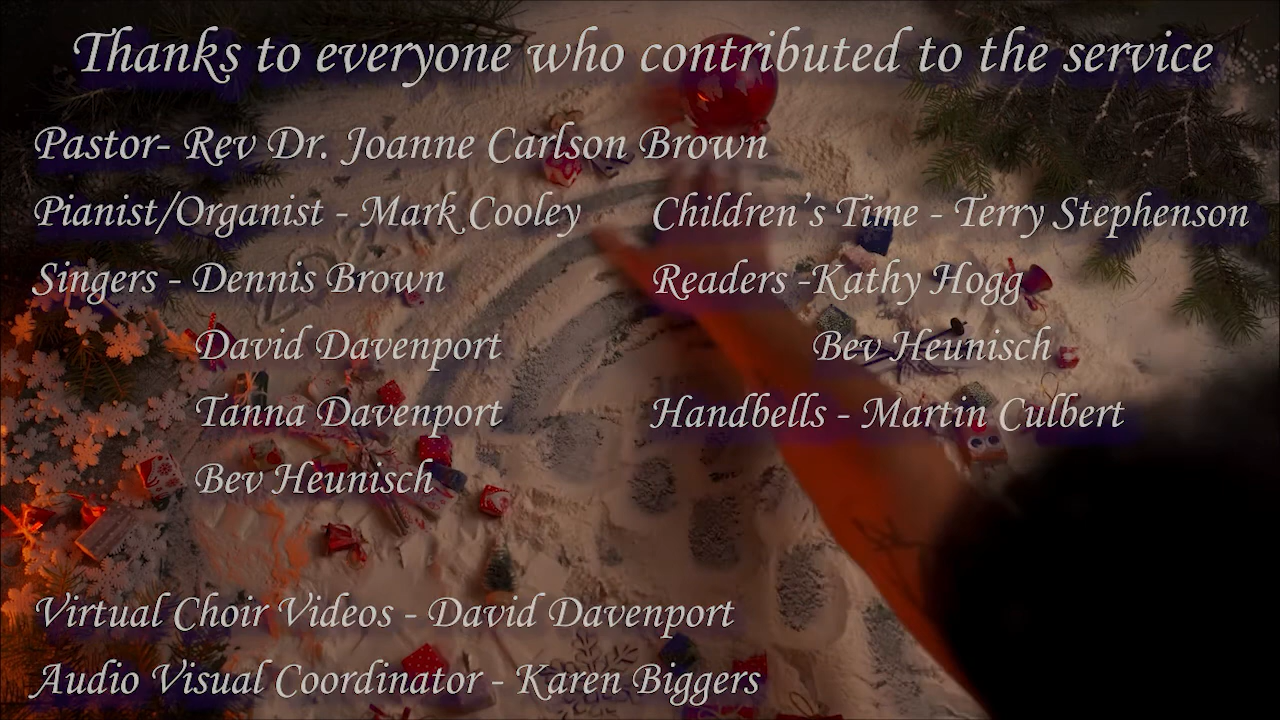 Thanks to everyone who contributed to the service
Pastor- Rev Dr. Joanne Carlson Brown
Pianist/Organist - Mark Cooley
Singers - Dennis Brown
David Davenport
Tanna Davenport
Bev Heunisch
Children's Time - Terry Stephenson
Readers -Kathy Hogg
Bev Heunisch
Handbells - Martin Culbert
Virtual Choir Videos - David Davenport
Audio Visual Coordinator - Karen Biggers